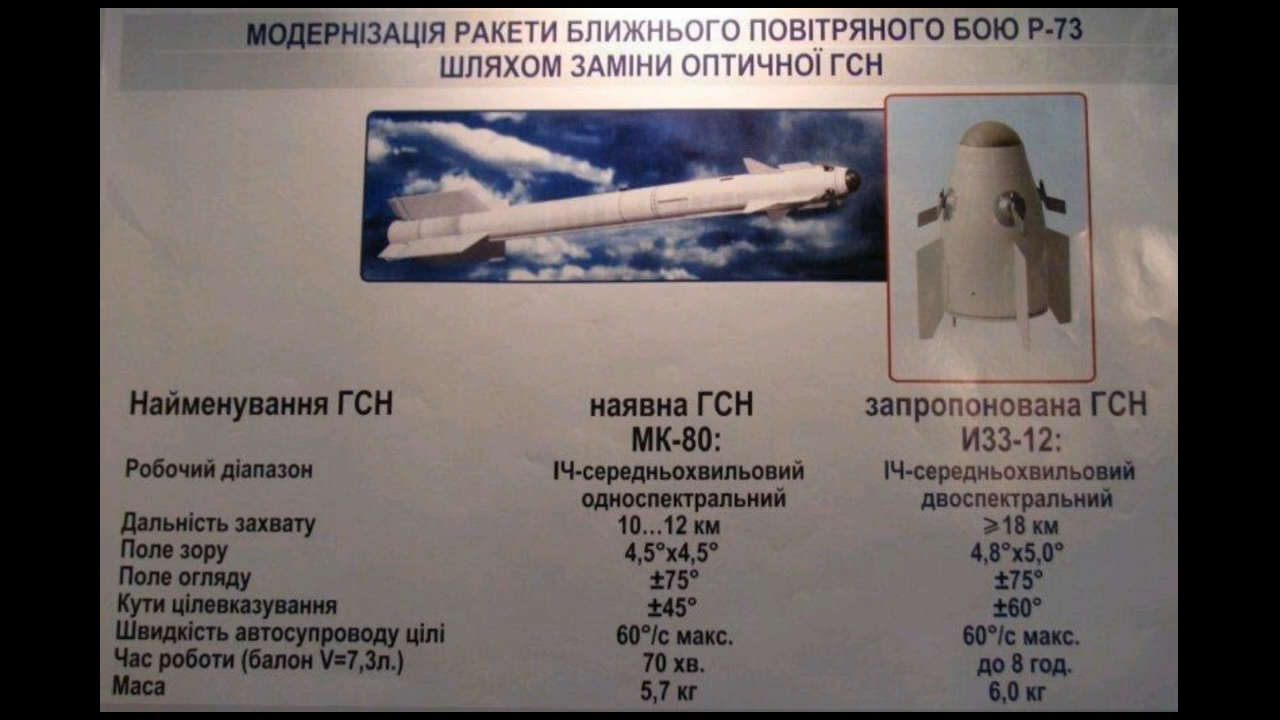 МОДЕРНІЗАЦІЯ РАКЕТИ БЛИЖНЬОГО ПОВІТРЯНОГО БОЮ Р-73
ШЛЯХОМ ЗАМІНИ ОПТИЧНОЇ ГСН
Найменування ГСН наявна ГСН запропонована ГСН
МК-80: ИЗЗ-12:
Робочий діапазон ІЧ-середньохвильовий ІЧ-середньохвильовий
односпектральний двоспектральний
Дальність захвату 10...12 км ⩾18 км
Поле зору 4,5°х4,5° 4,8°х5,0°
Поле огляду ±75° ±75°
Кути цілевказування ±45° ±60°
Швидкість автосупроводу цілі 60°/с макс. 60°/с макс.
Час роботи (балон V=7,3л.) 70 хв. до 8 год.
Маса 5,7 кг 6,0 кг